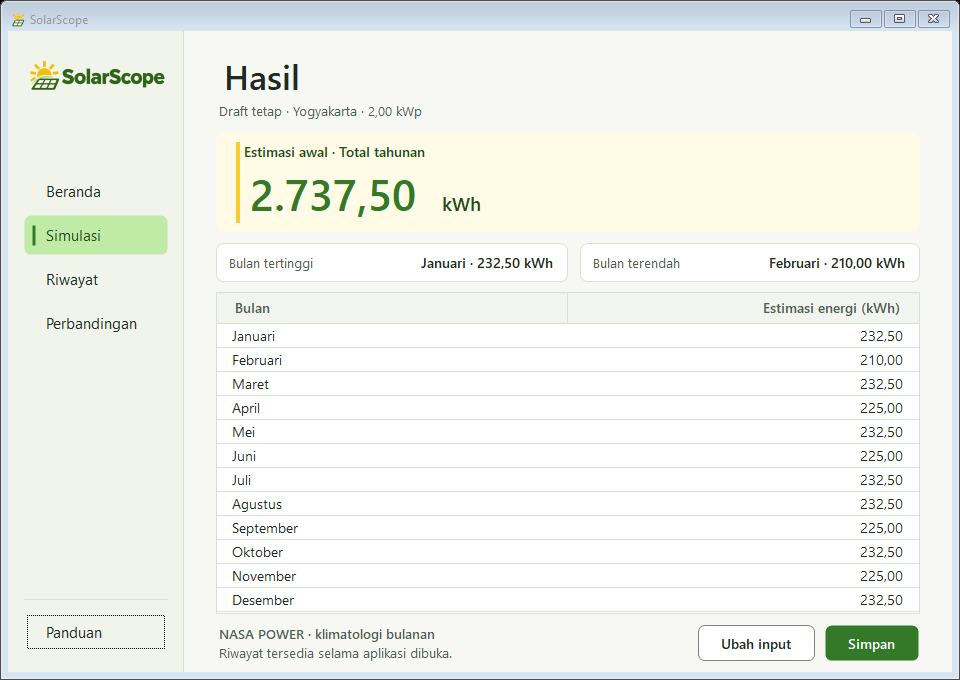 SolarScope
SolarScope
Beranda
Simulasi
Riwayat
Perbandingan
Panduan
Hasil
Draft tetap · Yogyakarta · 2,00 kWp
Estimasi awal · Total tahunan
2.737,50 kWh
Bulan tertinggi Januari · 232,50 kWh
Bulan terendah Februari · 210,00 kWh
Bulan Estimasi energi (kWh)
Januari 232,50
Februari 210,00
Maret 232,50
April 225,00
Mei 232,50
Juni 225,00
Juli 232,50
Agustus 232,50
September 225,00
Oktober 232,50
November 225,00
Desember 232,50
NASA POWER · klimatologi bulanan
Riwayat tersedia selama aplikasi dibuka.
Ubah input
Simpan